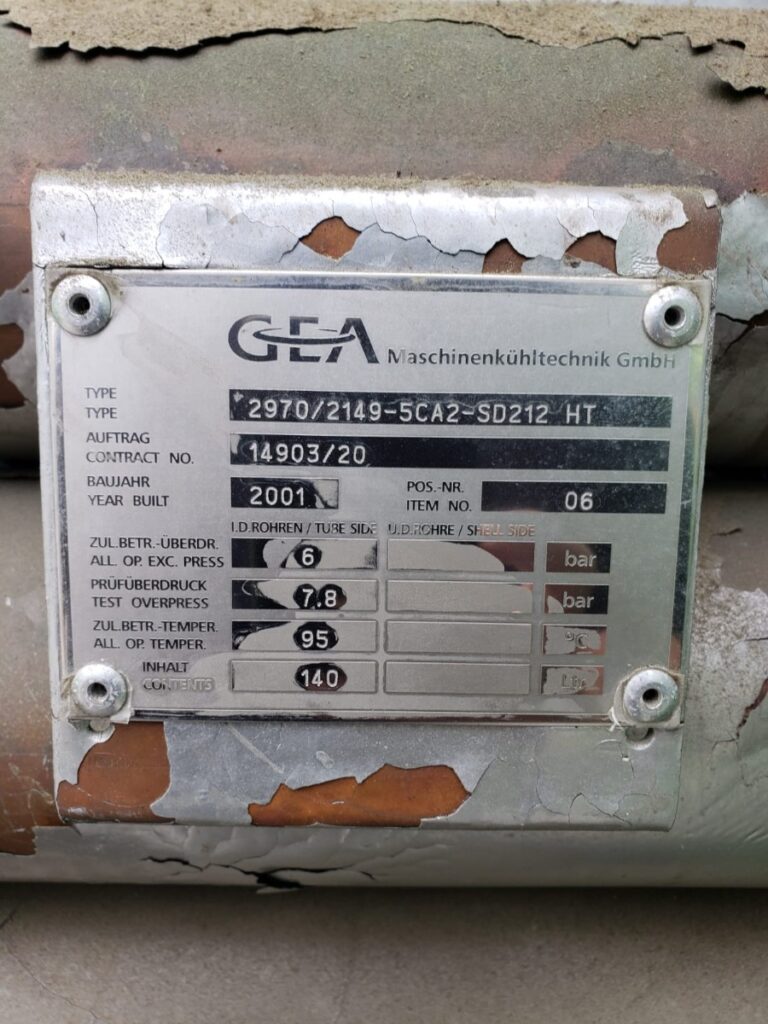 GEA Maschinenkühltechnik GmbH
TYPE
TYPE 2970/2149-5CA2-SD212 HT
AUFTRAG
CONTRACT NO. 14903/20
BAUJAHR
YEAR BUILT 2001 POS.-NR.
ITEM NO. 06
I.D.ROHREN / TUBE SIDE U.D.ROHRE / SHELL SIDE
ZUL.BETR.-ÜBERDR.
ALL. OP. EXC. PRESS 6 bar
PRÜFÜBERDRUCK
TEST OVERPRESS 7.8 bar
ZUL.BETR.-TEMPER.
ALL. OP. TEMPER. 95 °C
INHALT
CONTENTS 140